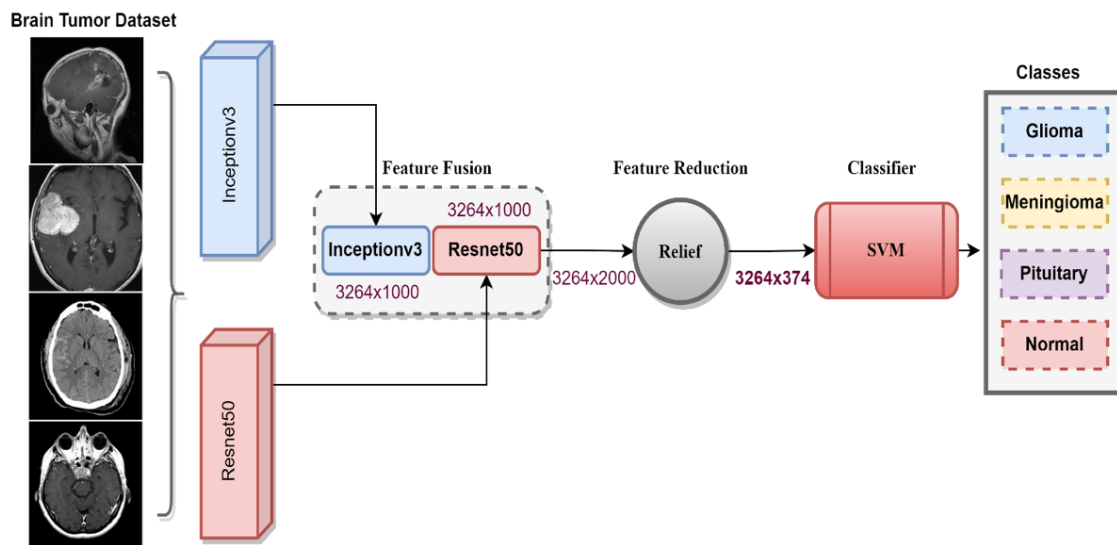 Brain Tumor Dataset
Inceptionv3
Resnet50
Feature Fusion
3264x1000
Inceptionv3
Resnet50
3264x1000
3264x2000
Feature Reduction
Relief
3264x374
Classifier
SVM
Classes
Glioma
Meningioma
Pituitary
Normal